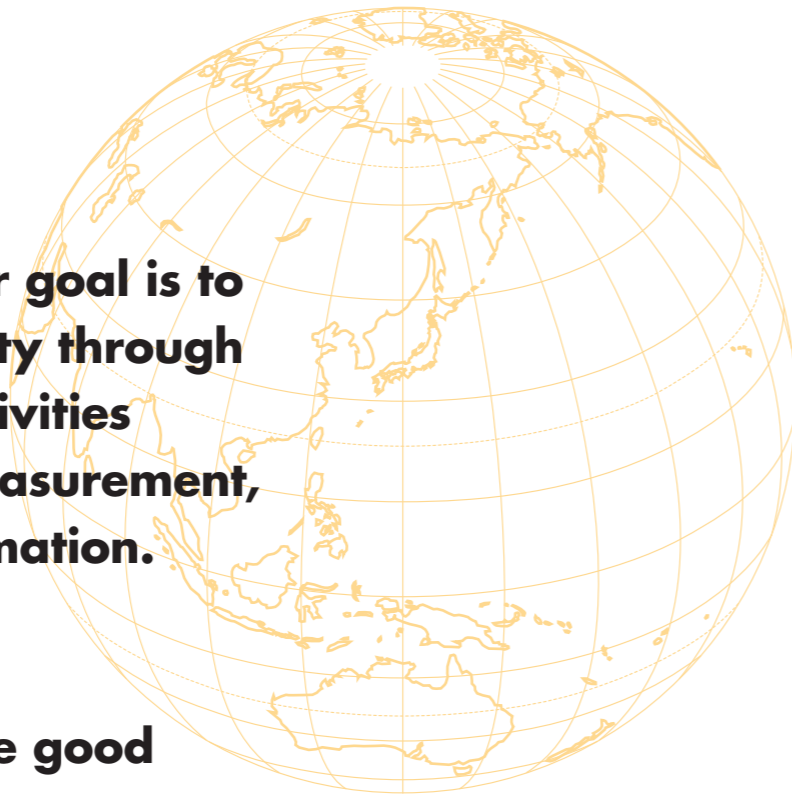 r goal is to
ty through
ivities
asurement,
mation.
e good